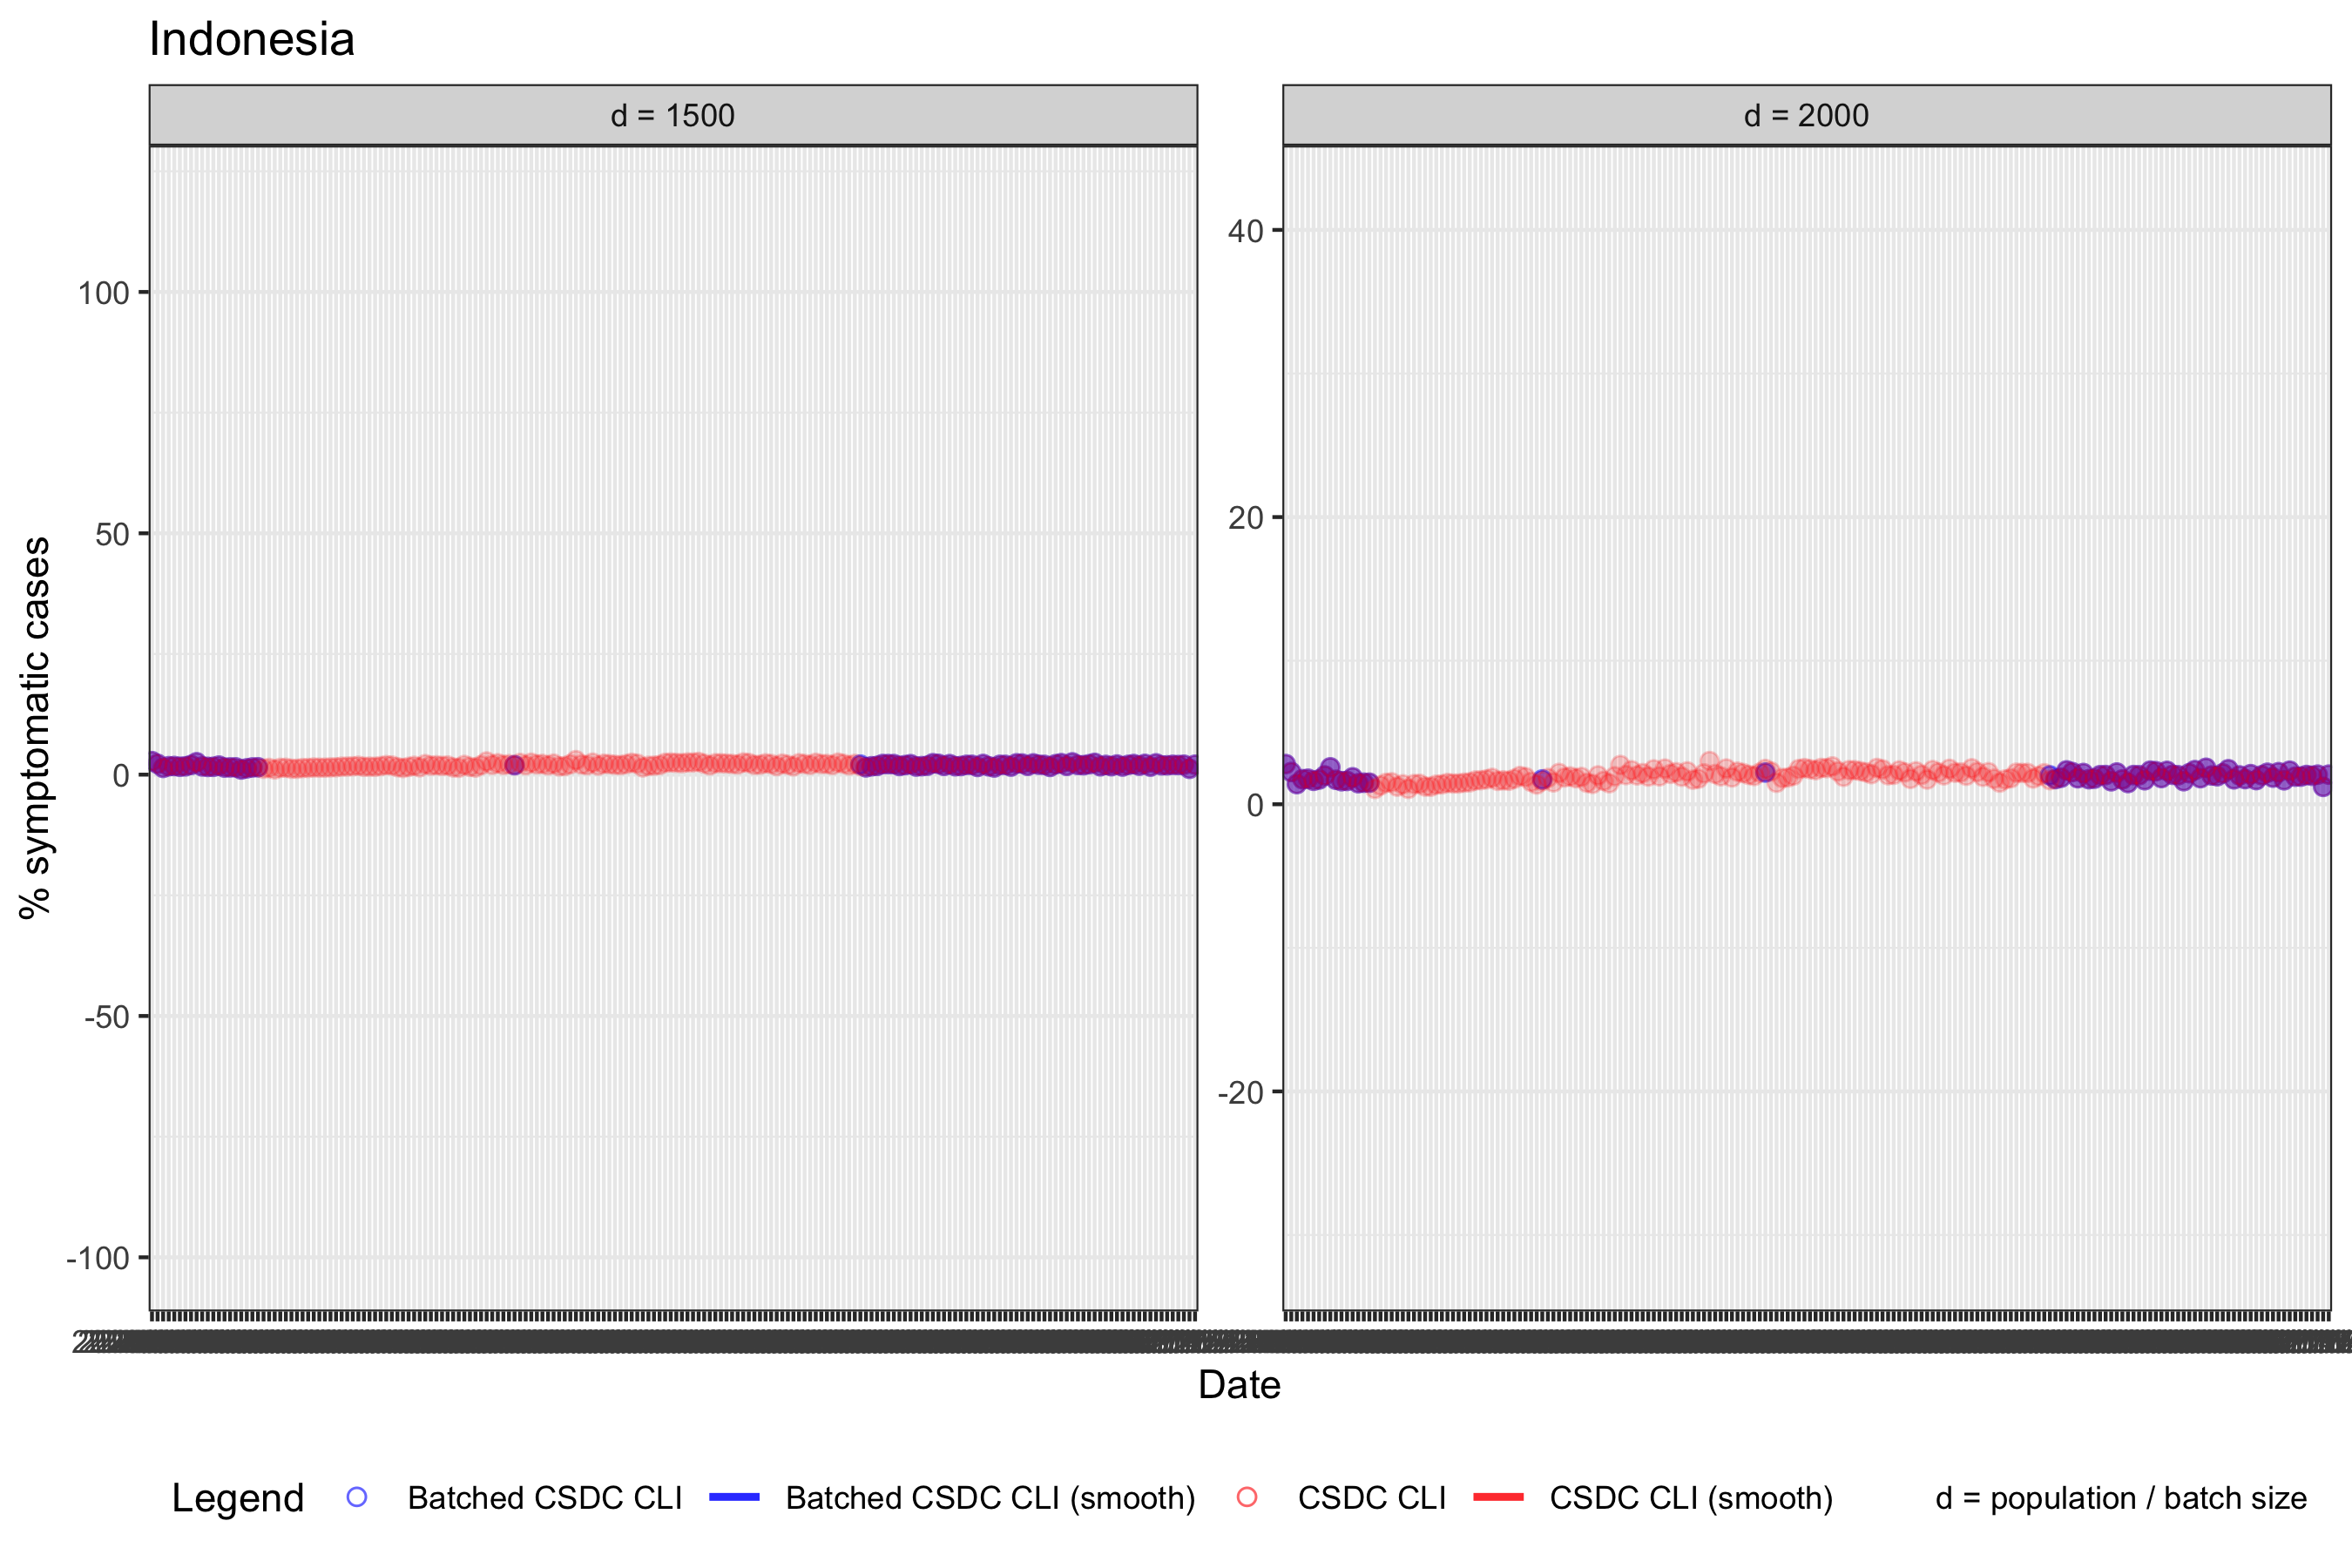 Indonesia
d = 1500
d = 2000
% symptomatic cases
100
50
0
-50
-100
40
20
0
-20
Date
Legend
Batched CSDC CLI
Batched CSDC CLI (smooth)
CSDC CLI
CSDC CLI (smooth)
d = population / batch size